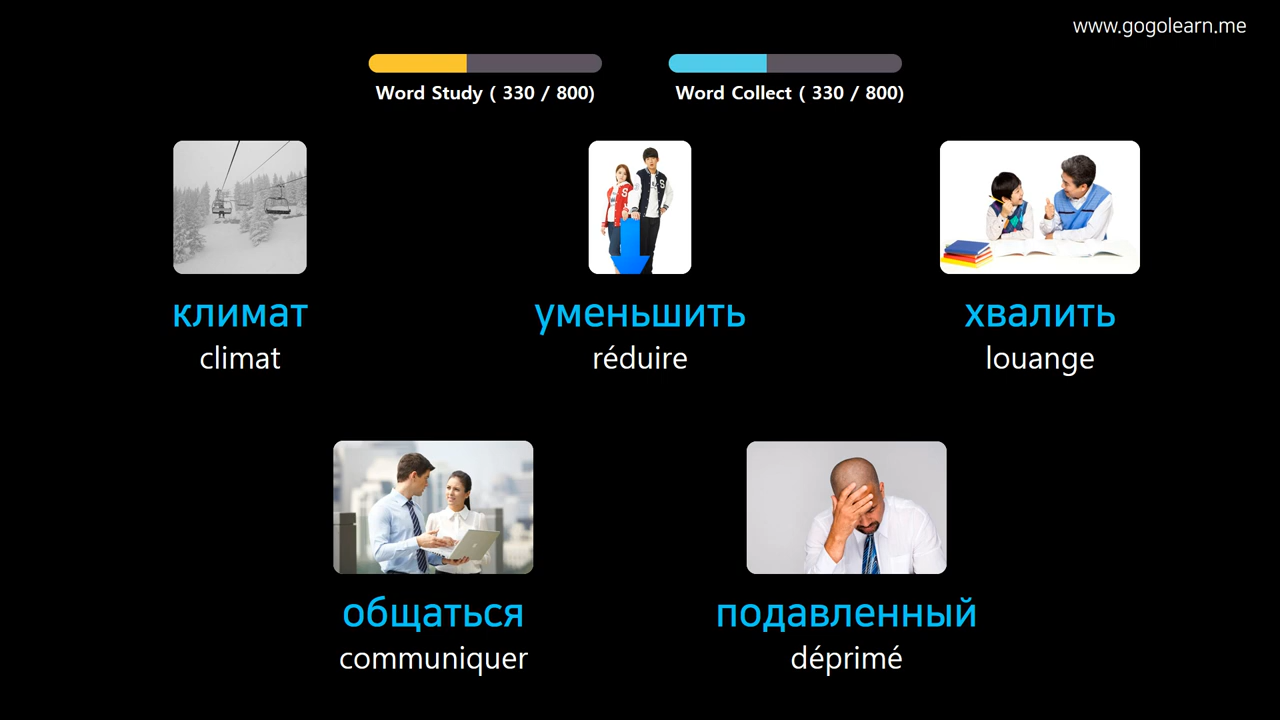 www.gogolearn.me
Word Study ( 330 / 800)
Word Collect ( 330 / 800)
климат
climat
уменьшить
réduire
хвалить
louange
общаться
communiquer
подавленный
déprimé